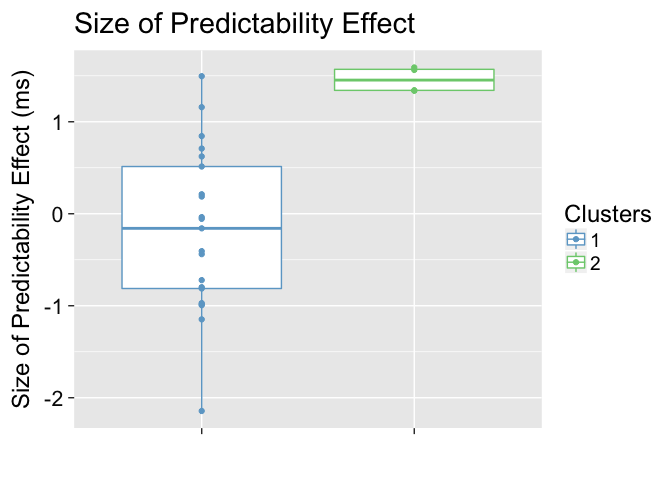 Size of Predictability Effect
Size of Predictability Effect (ms)
1
0
-1
-2
Clusters
1
2